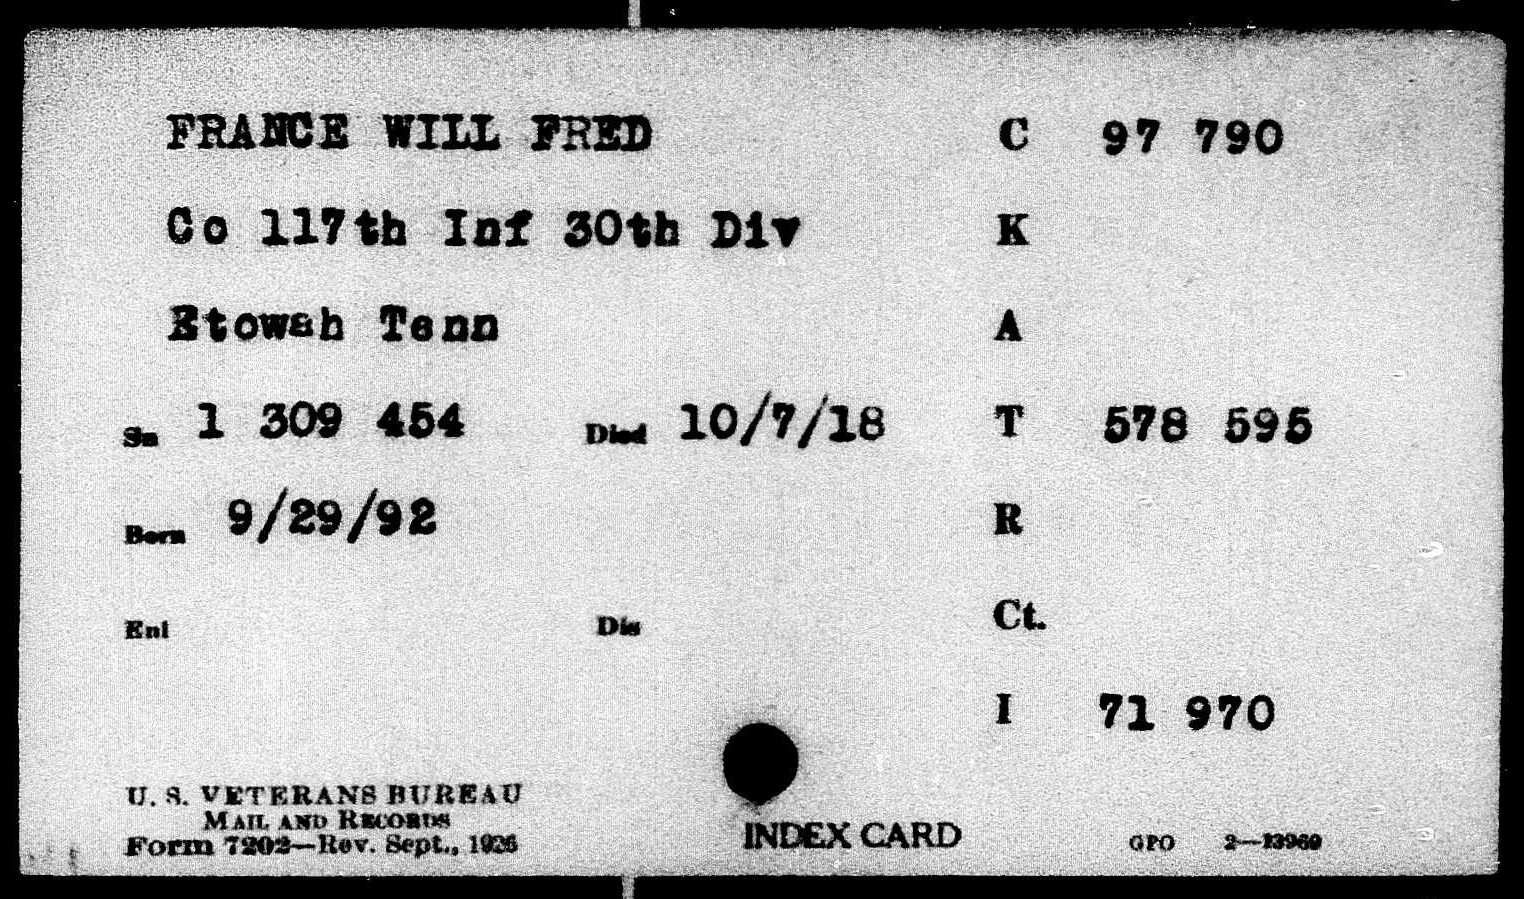 FRANCE WILL FRED C 97 790
Co 117th Inf 30th Div K
Etowah Tenn A
Sn 1 309 454 Died 10/7/18 T 578 595
Born 9/29/92 R
Enl Dis Ct.
I 71 970
U. S. VETERANS BUREAU
MAIL AND RECORDS
Form 7202—Rev. Sept., 1926
INDEX CARD GPO 2—13960